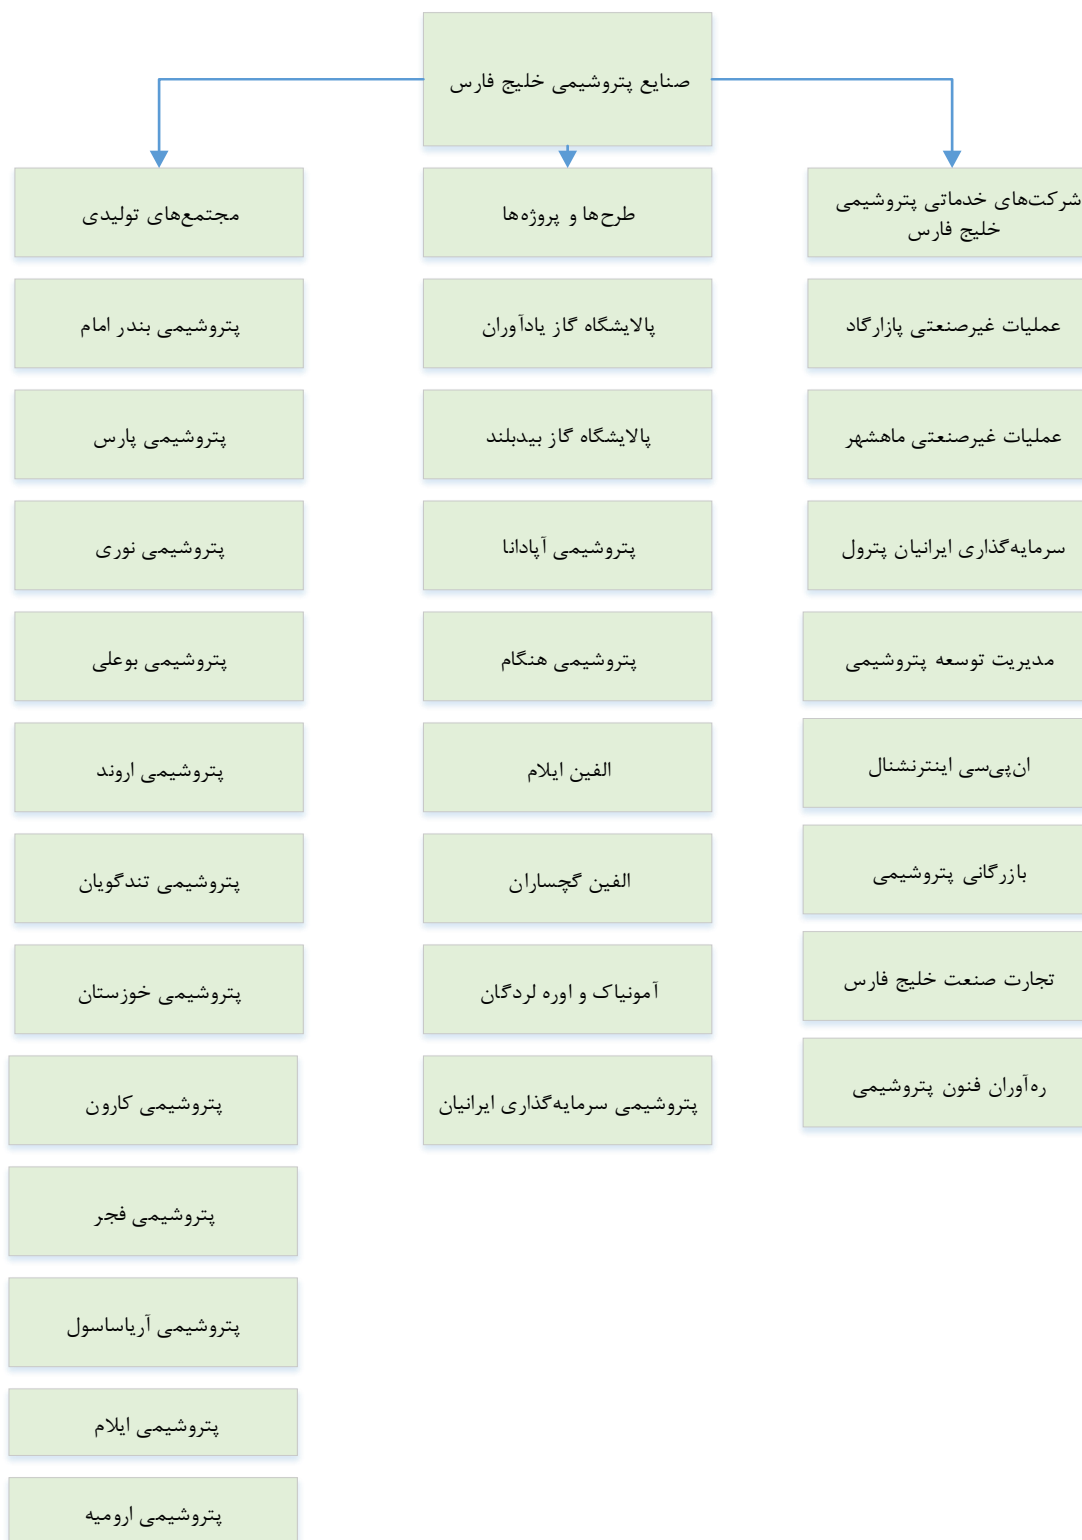 صنایع پتروشیمی خلیج فارس
شرکت‌های خدماتی پتروشیمی
خلیج فارس
عملیات غیرصنعتی پازارگاد
عملیات غیرصنعتی ماهشهر
سرمایه‌گذاری ایرانیان پترول
مدیریت توسعه پتروشیمی
ان‌پی‌سی اینترنشنال
بازرگانی پتروشیمی
تجارت صنعت خلیج فارس
ره‌آوران فنون پتروشیمی
طرح‌ها و پروژه‌ها
پالایشگاه گاز یادآوران
پالایشگاه گاز بیدبلند
پتروشیمی آپادانا
پتروشیمی هنگام
الفین ایلام
الفین گچساران
آمونیاک و اوره لردگان
پتروشیمی سرمایه‌گذاری ایرانیان
مجتمع‌های تولیدی
پتروشیمی بندر امام
پتروشیمی پارس
پتروشیمی نوری
پتروشیمی بوعلی
پتروشیمی اروند
پتروشیمی تندگویان
پتروشیمی خوزستان
پتروشیمی کارون
پتروشیمی فجر
پتروشیمی آریاساسول
پتروشیمی ایلام
پتروشیمی ارومیه